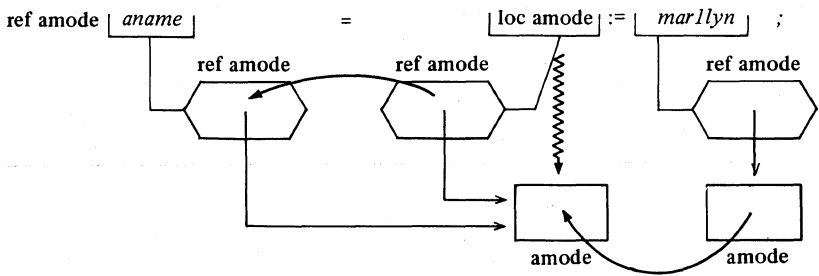 ref amode aname = loc amode := mar1lyn ;
ref amode ref amode ref amode
amode amode